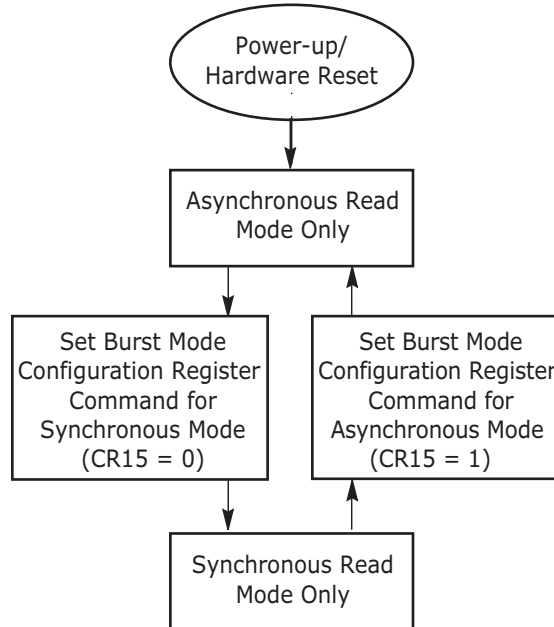 Power-up/
Hardware Reset
Asynchronous Read
Mode Only
Set Burst Mode
Configuration Register
Command for
Synchronous Mode
(CR15 = 0)
Set Burst Mode
Configuration Register
Command for
Asynchronous Mode
(CR15 = 1)
Synchronous Read
Mode Only